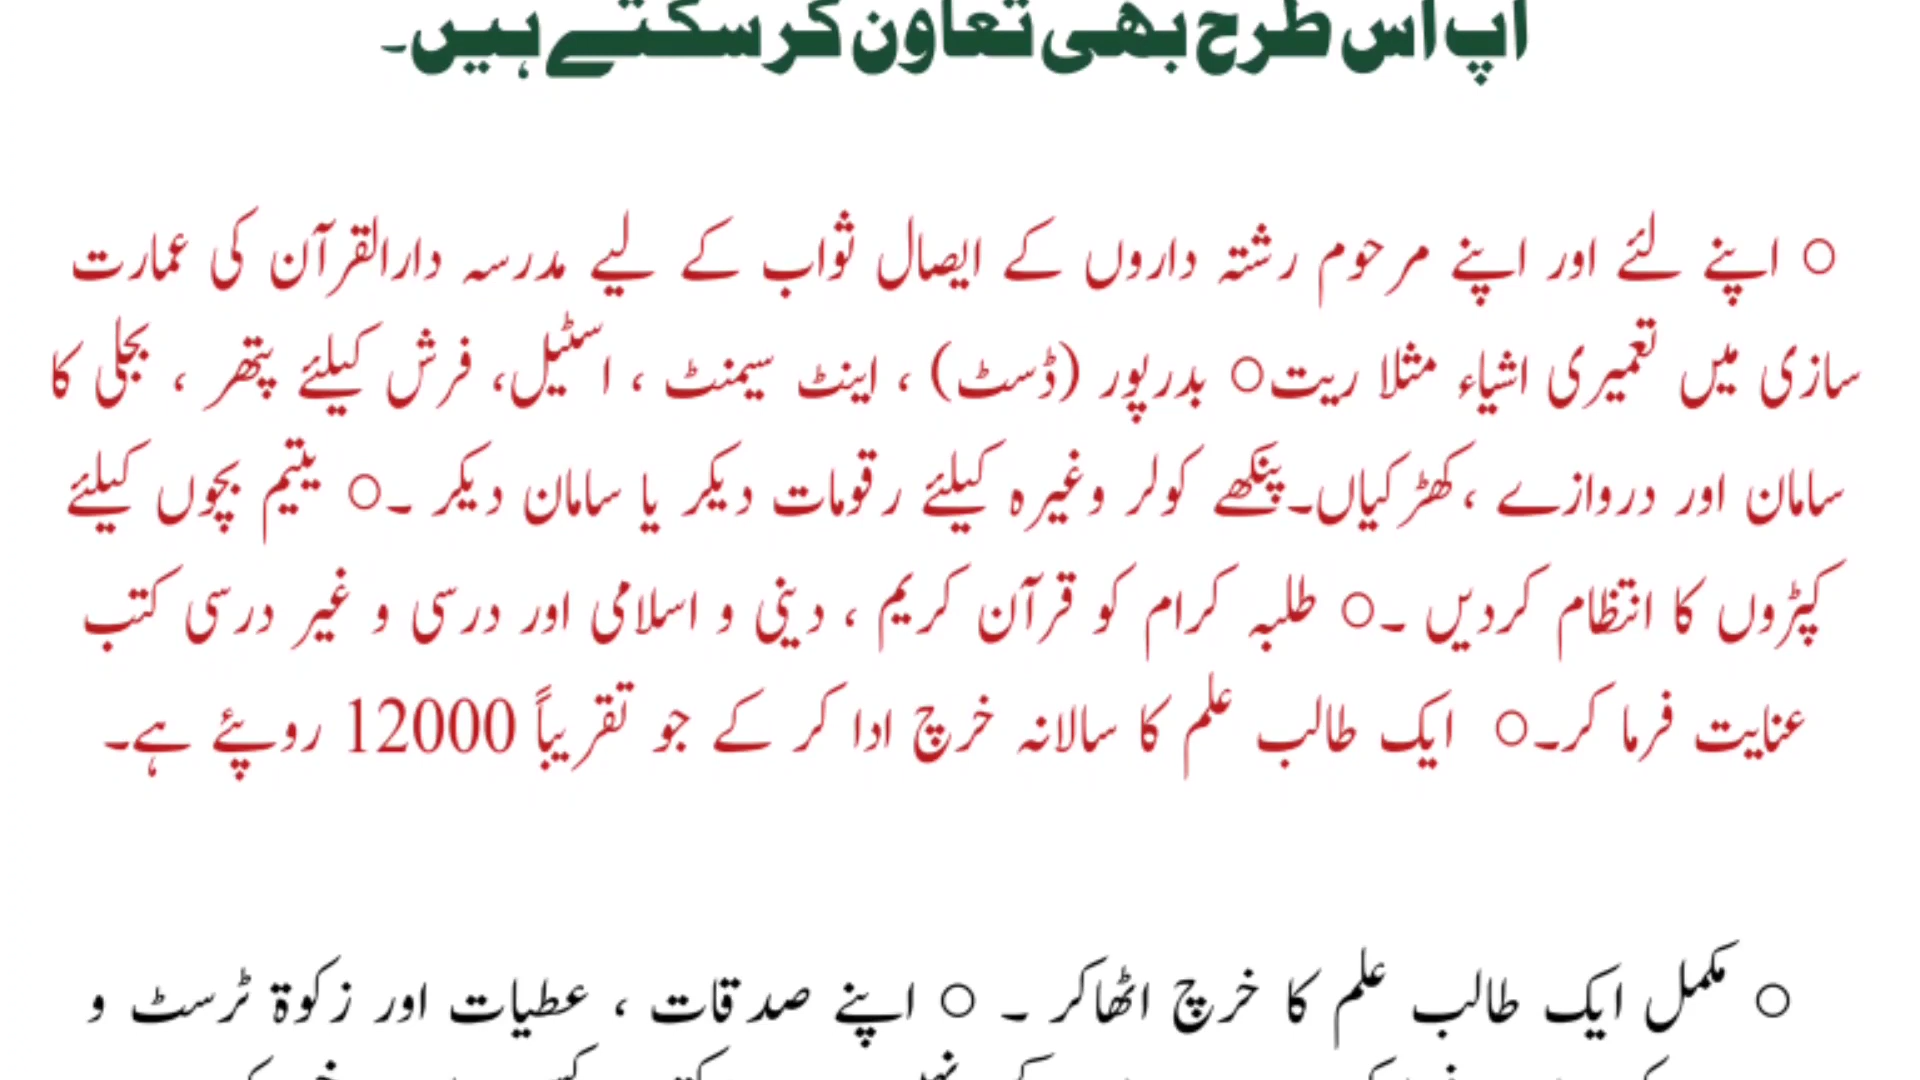 آپ اس طرح بھی تعاون کر سکتے ہیں۔
○ اپنے لئے اور اپنے مرحوم رشتہ داروں کے ایصال ثواب کے لیے مدرسہ دارالقرآن کی عمارت
سازی میں تعمیری اشیاء مثلا ریت○ بدرپور (ڈسٹ) ، اینٹ سیمنٹ ، اسٹیل، فرش کیلئے پتھر ، بجلی کا
سامان اور دروازے ،کھڑکیاں۔پنکھے کولر وغیرہ کیلئے رقومات دیکر یا سامان دیکر ۔○ یتیم بچوں کیلئے
کپڑوں کا انتظام کردیں ۔○ طلبہ کرام کو قرآن کریم ، دینی و اسلامی اور درسی و غیر درسی کتب
عنایت فرما کر۔○ ایک طالب علم کا سالانہ خرچ ادا کر کے جو تقریباً 12000 روپئے ہے۔
○ مکمل ایک طالب علم کا خرچ اٹھاکر ۔ ○ اپنے صدقات ، عطیات اور زکوۃ ٹرسٹ و